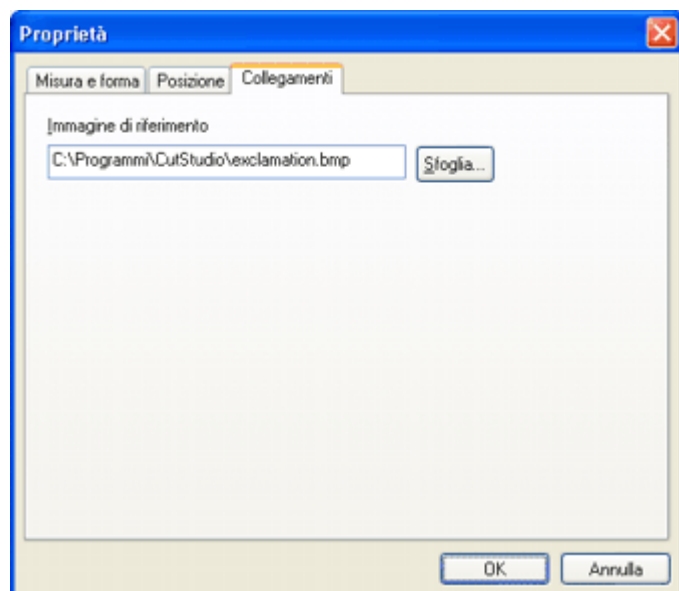 Proprietà
Misura e forma Posizione Collegamenti
Immagine di riferimento
C:\Programmi\CutStudio\exclamation.bmp Sfoglia...
OK Annulla